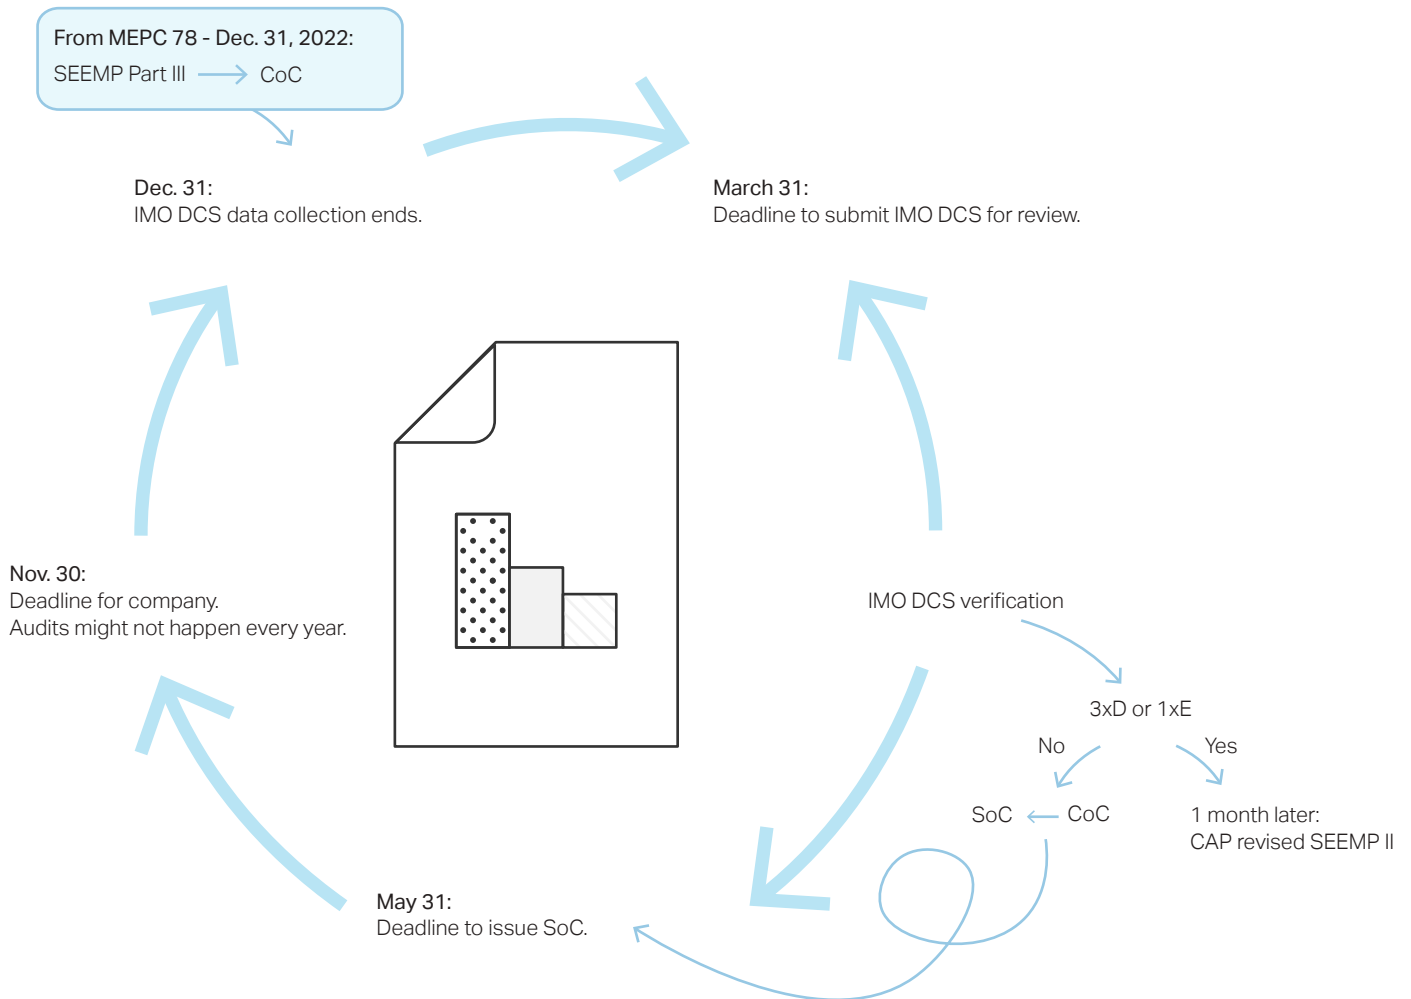 From MEPC 78 - Dec. 31, 2022:
SEEMP Part III CoC
Dec. 31:
IMO DCS data collection ends.
March 31:
Deadline to submit IMO DCS for review.
Nov. 30:
Deadline for company.
Audits might not happen every year.
IMO DCS verification
3xD or 1xE
No Yes
SoC CoC
1 month later:
CAP revised SEEMP II
May 31:
Deadline to issue SoC.